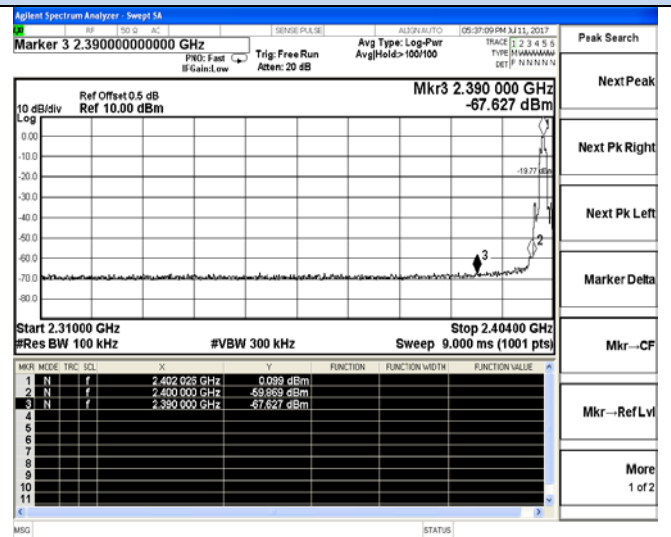 Agilent Spectrum Analyzer - Swept SA
RF 50 Ω AC SENSE:PULSE ALIGN AUTO 05:37:09 PM Jul 11, 2017
Marker 3 2.390000000000 GHz
PNO: Fast
IFGain:Low
Trig: Free Run
Atten: 20 dB
Avg Type: Log-Pwr
Avg|Hold:>100/100
TRACE 1 2 3 4 5 6
TYPE MWWWWW
DET P N N N N N
Peak Search
Next Peak
Next Pk Right
Next Pk Left
Marker Delta
Mkr→CF
Mkr→RefLvl
More
1 of 2
Ref Offset 0.5 dB
10 dB/div Ref 10.00 dBm
Log
Mkr3 2.390 000 GHz
-67.627 dBm
0.00
-10.0
-20.0
-30.0
-40.0
-50.0
-60.0
-70.0
-80.0
-19.77 dBm
2
3
Start 2.31000 GHz Stop 2.40400 GHz
#Res BW 100 kHz #VBW 300 kHz Sweep 9.000 ms (1001 pts)
MKR MODE TRC SCL X Y FUNCTION FUNCTION WIDTH FUNCTION VALUE
1 N f 2.402 025 GHz 0.099 dBm
2 N f 2.400 000 GHz -59.869 dBm
3 N f 2.390 000 GHz -67.627 dBm
4
5
6
7
8
9
10
11
MSG STATUS